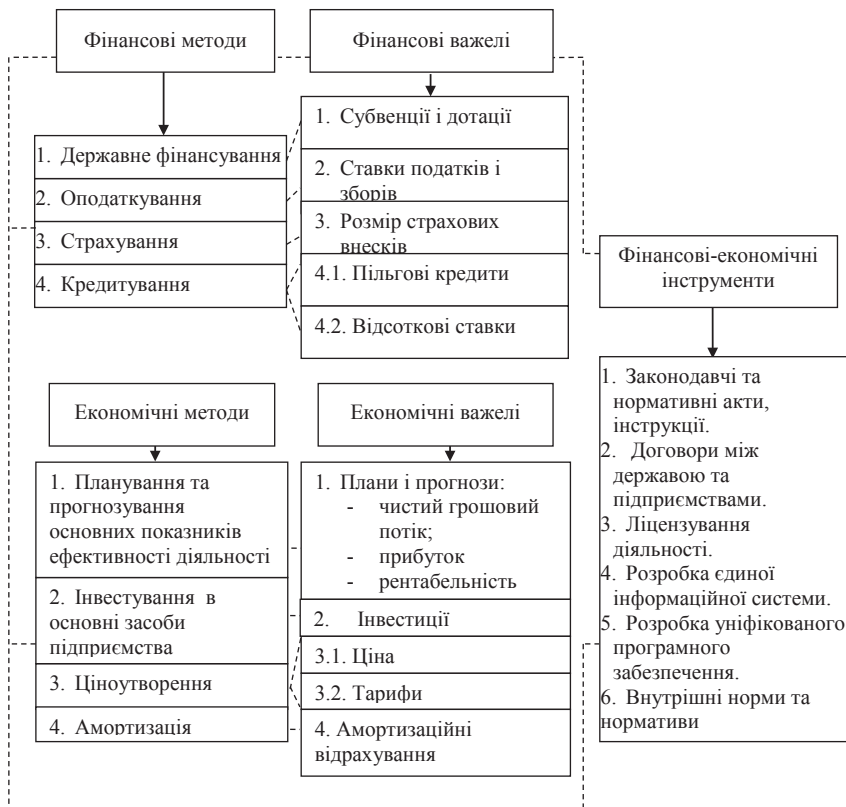 Фінансові методи
Фінансові важелі
1. Державне фінансування
2. Оподаткування
3. Страхування
4. Кредитування
1. Субвенції і дотації
2. Ставки податків і
зборів
3. Розмір страхових
внесків
4.1. Пільгові кредити
4.2. Відсоткові ставки
Фінансові-економічні
інструменти
1. Законодавчі та
нормативні акти,
інструкції.
2. Договори між
державою та
підприємствами.
3. Ліцензування
діяльності.
4. Розробка єдиної
інформаційної системи.
5. Розробка уніфікованого
програмного
забезпечення.
6. Внутрішні норми та
нормативи
Економічні методи
Економічні важелі
1. Планування та
прогнозування
основних показників
ефективності діяльності
2. Інвестування в
основні засоби
підприємства
3. Ціноутворення
4. Амортизація
1. Плани і прогнози:
- чистий грошовий
потік;
- прибуток
- рентабельність
2. Інвестиції
3.1. Ціна
3.2. Тарифи
4. Амортизаційні
відрахування